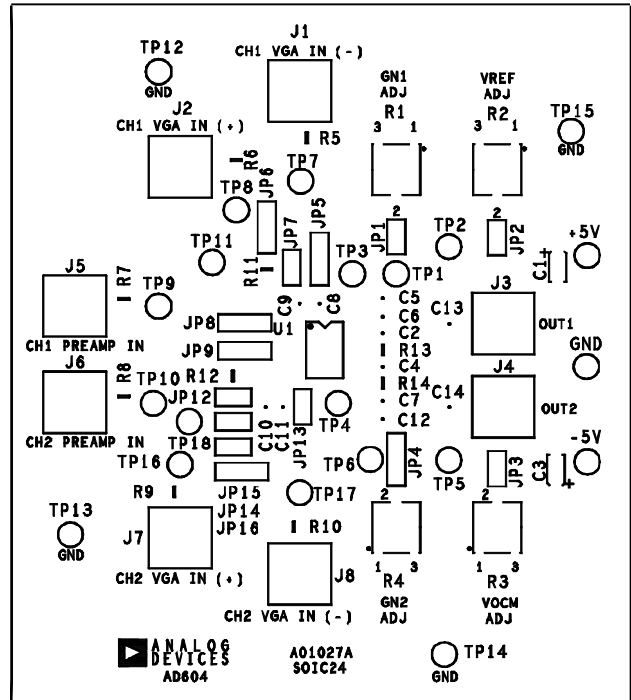 J1
TP12
CH1 VGA IN (-)
GND
GN1
ADJ
VREF
ADJ
J2
CH1 VGA IN (+)
R1
R2
TP15
3 1
3 1
GND
R5
R6
TP7
JP6
TP8
2
2
JP5
JP7
JP1
TP2
JP2
+5V
TP11
TP3
C1
+
J5
R7
R11
TP9
TP1
J3
C9
C8
C5
C13
JP8
U1
C6
OUT1
C2
CH1 PREAMP IN
JP9
R13
GND
J6
C4
J4
R8
R12
R14
TP10
JP12
C7
C14
OUT2
TP4
C12
CH2 PREAMP IN
TP18
C10
C11
JP13
-5V
TP16
TP6
JP4
TP5
JP3
C3
+
R9
JP15
TP17
2
2
TP13
JP14
JP16
R10
GND
J7
CH2 VGA IN (+)
J8
1 3
1 3
R4
R3
GN2
ADJ
VOCM
ADJ
CH2 VGA IN (-)
ANALOG
DEVICES
AD604
A01027A
SOIC24
TP14
GND